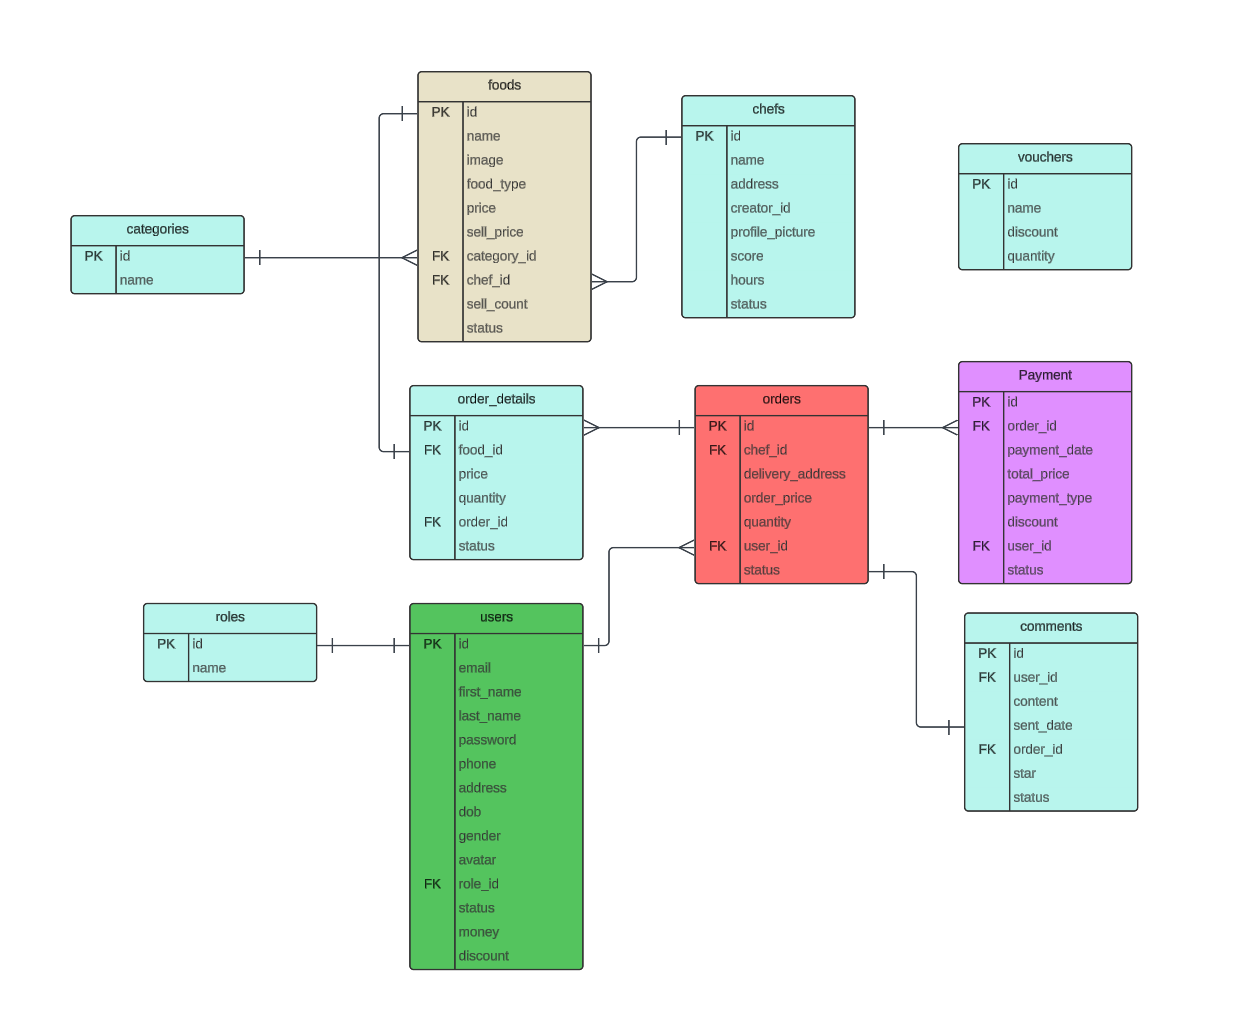 foods
PK id
name
image
food_type
price
sell_price
FK category_id
FK chef_id
sell_count
status
chefs
PK id
name
address
creator_id
profile_picture
score
hours
status
vouchers
PK id
name
discount
quantity
categories
PK id
name
order_details
PK id
FK food_id
price
quantity
FK order_id
status
orders
PK id
FK chef_id
delivery_address
order_price
quantity
FK user_id
status
Payment
PK id
FK order_id
payment_date
total_price
payment_type
discount
FK user_id
status
roles
PK id
name
users
PK id
email
first_name
last_name
password
phone
address
dob
gender
avatar
FK role_id
status
money
discount
comments
PK id
FK user_id
content
sent_date
FK order_id
star
status